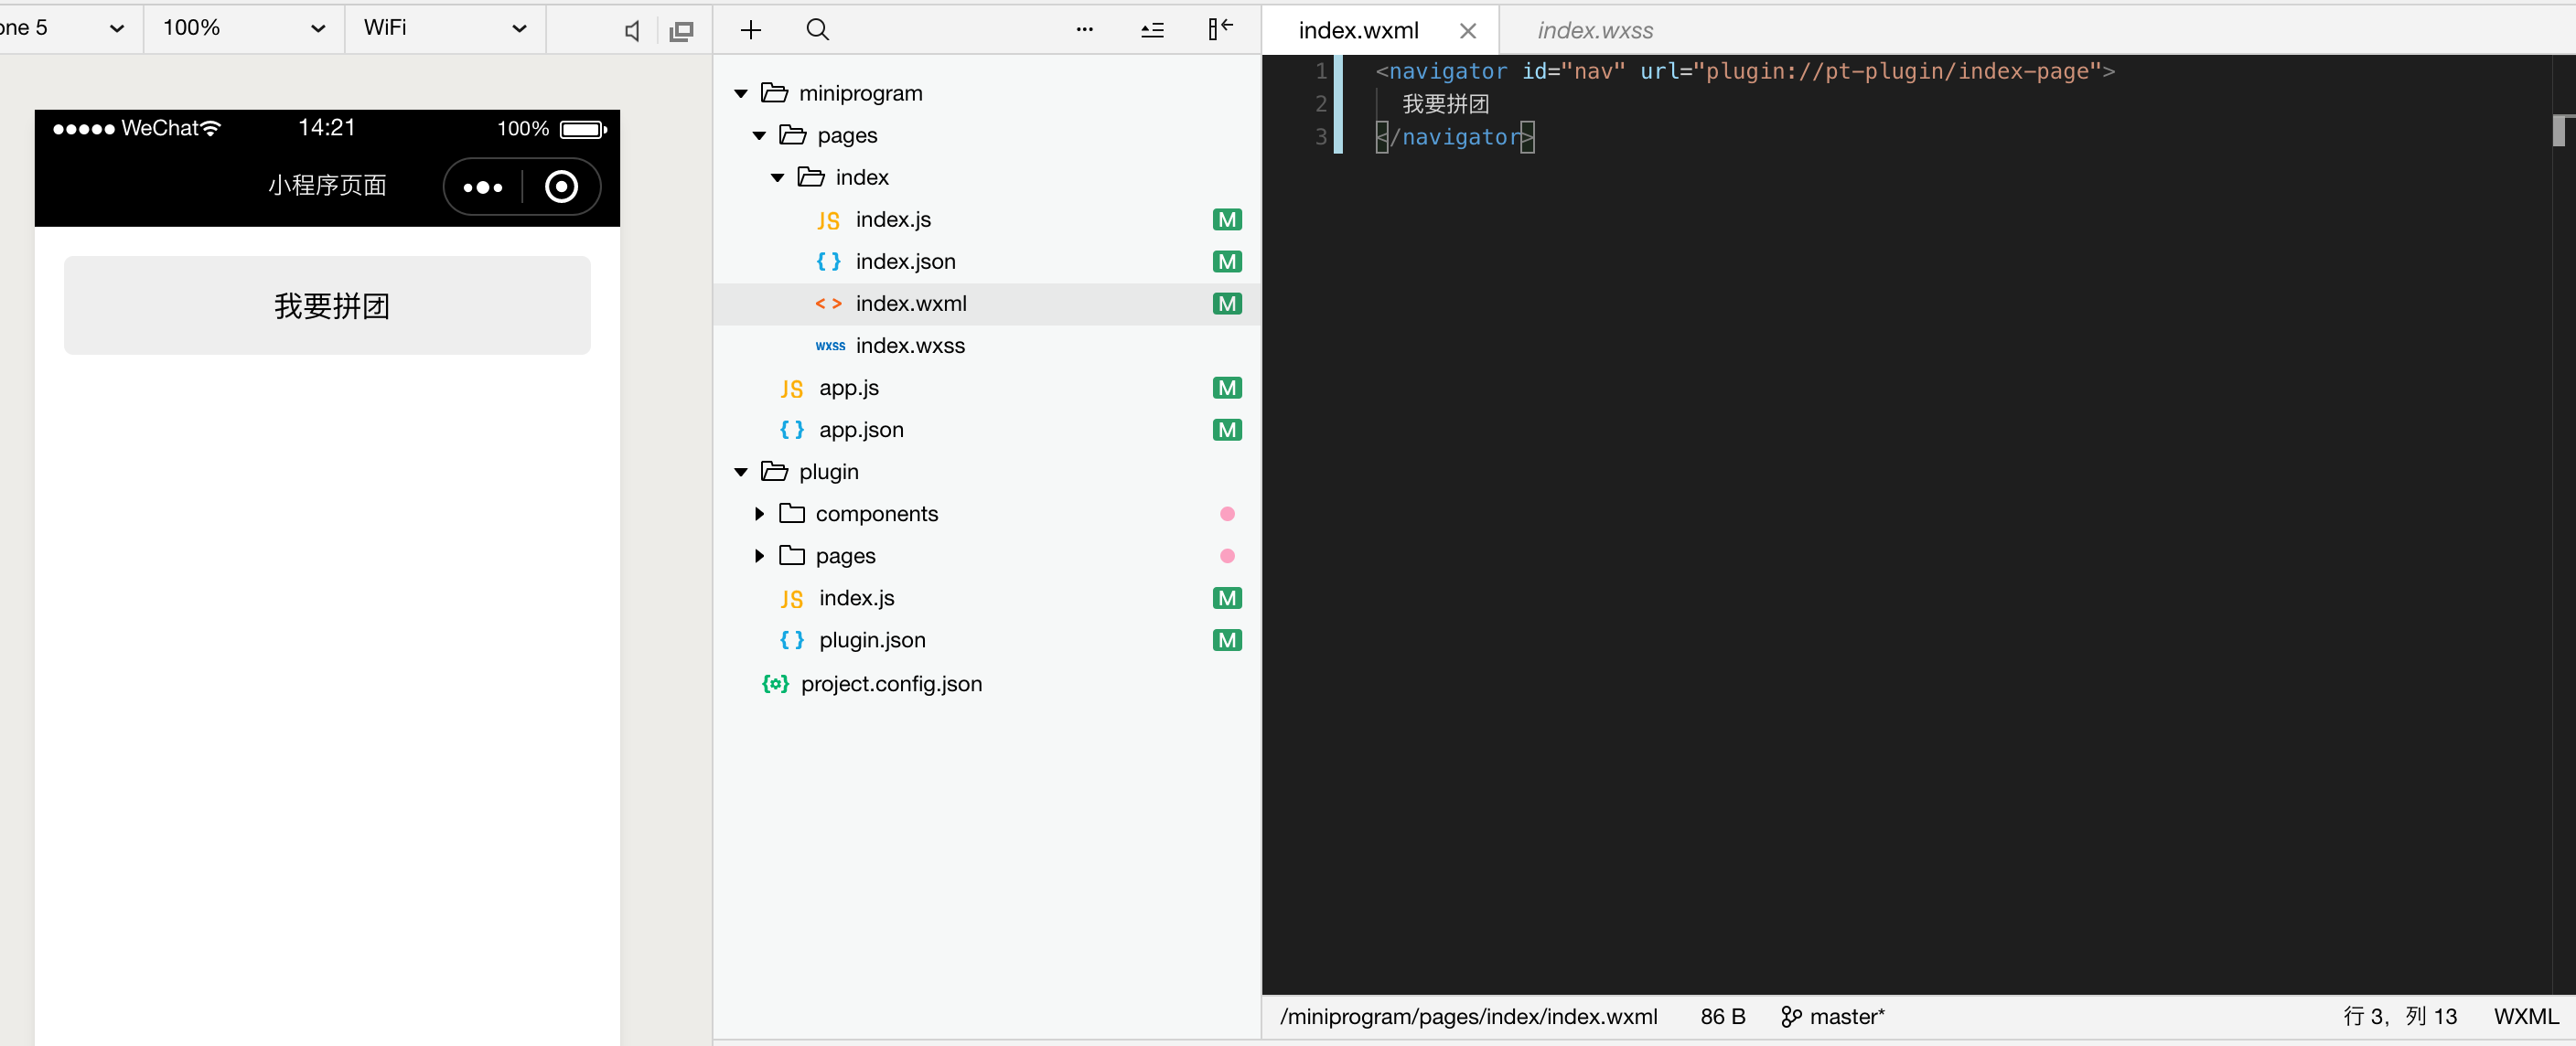 one 5 100% WiFi
WeChat 14:21 100%
小程序页面
我要拼团
miniprogram
pages
index
JS index.js M
{ } index.json M
< > index.wxml M
wxss index.wxss
JS app.js M
{ } app.json M
plugin
components
pages
JS index.js M
{ } plugin.json M
project.config.json
index.wxml index.wxss
1 <navigator id="nav" url="plugin://pt-plugin/index-page">
2 我要拼团
3 </navigator>
/miniprogram/pages/index/index.wxml 86 B master* 行 3，列 13 WXML